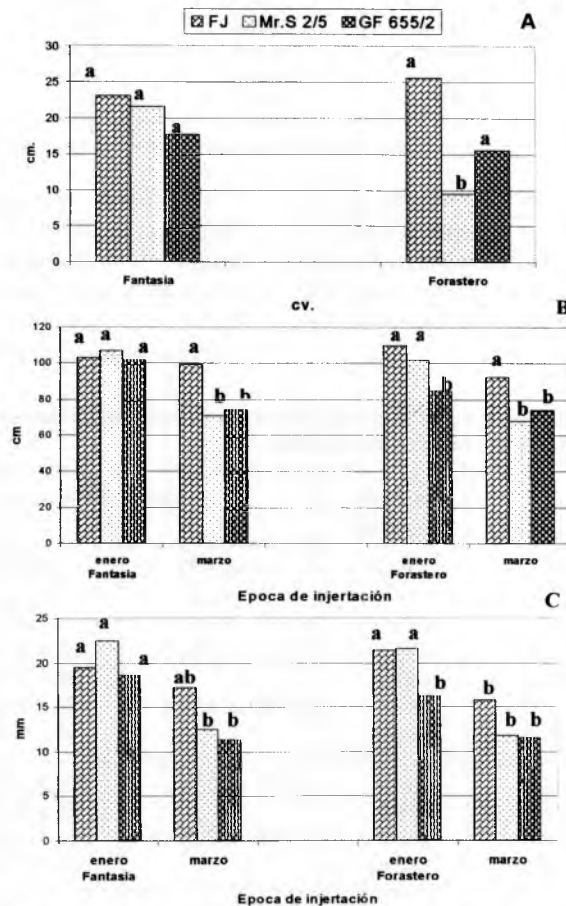 FJ Mr.S 2/5 GF 655/2
A
30
25
20
15
10
5
0
cm.
a a a
a b a
Fantasia Forastero
cv.
B
120
100
80
60
40
20
0
cm
a a a a b b
a a b a b b
enero marzo enero marzo
Fantasia Forastero
Epoca de injertación
C
25
20
15
10
5
0
mm
a a a ab b b
a a b b b b
enero marzo enero marzo
Fantasia Forastero
Epoca de injertación